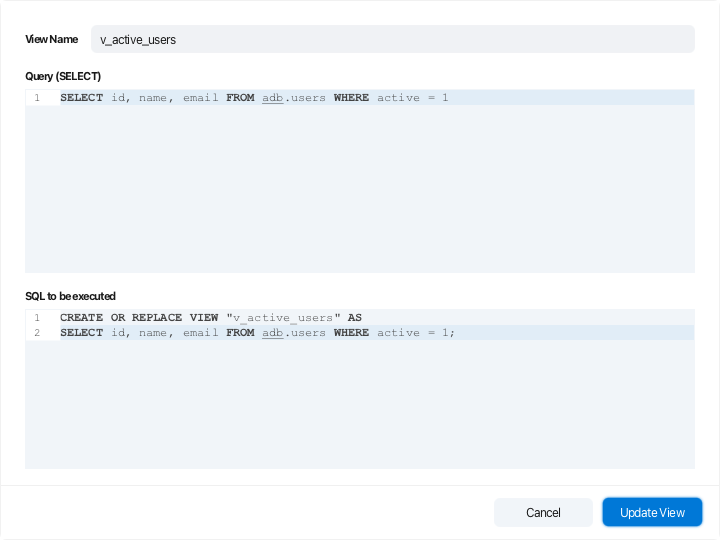 View Name
v_active_users
Query (SELECT)
1 SELECT id, name, email FROM adb.users WHERE active = 1
SQL to be executed
1 CREATE OR REPLACE VIEW "v_active_users" AS
2 SELECT id, name, email FROM adb.users WHERE active = 1;
Cancel
Update View